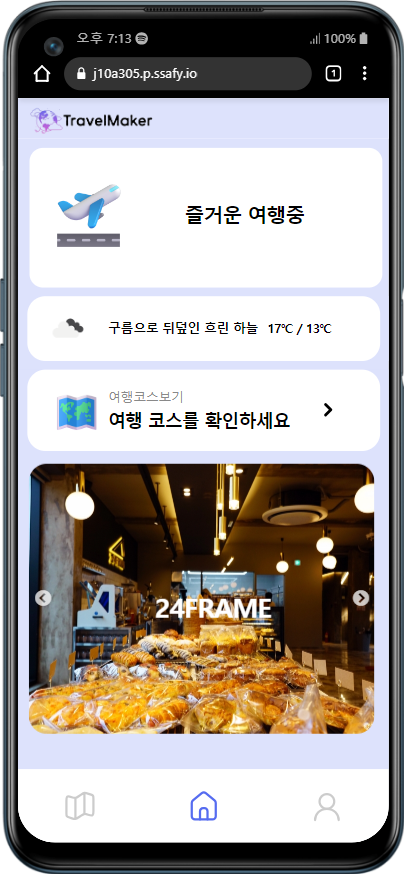 오후 7:13
100%
j10a305.p.ssafy.io
1
TravelMaker
즐거운 여행중
구름으로 뒤덮인 흐린 하늘 17℃ / 13℃
여행코스보기
여행 코스를 확인하세요
24FRAME